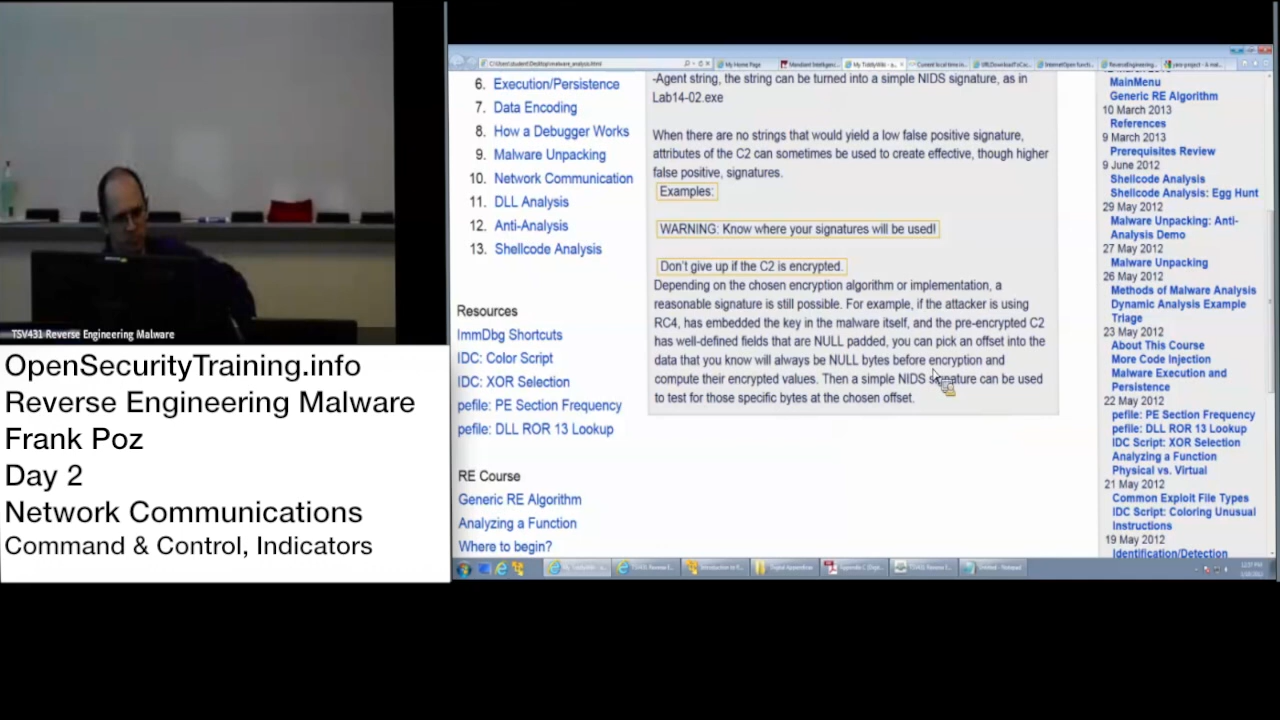 TSV431 Reverse Engineering Malware
OpenSecurityTraining.info
Reverse Engineering Malware
Frank Poz
Day 2
Network Communications
Command & Control, Indicators
My Home Page
6. Execution/Persistence
7. Data Encoding
8. How a Debugger Works
9. Malware Unpacking
10. Network Communication
11. DLL Analysis
12. Anti-Analysis
13. Shellcode Analysis
Resources
ImmDbg Shortcuts
IDC: Color Script
IDC: XOR Selection
pefile: PE Section Frequency
pefile: DLL ROR 13 Lookup
RE Course
Generic RE Algorithm
Analyzing a Function
Where to begin?
-Agent string, the string can be turned into a simple NIDS signature, as in
Lab14-02.exe
When there are no strings that would yield a low false positive signature,
attributes of the C2 can sometimes be used to create effective, though higher
false positive, signatures.
Examples:
WARNING: Know where your signatures will be used!
Don't give up if the C2 is encrypted.
Depending on the chosen encryption algorithm or implementation, a
reasonable signature is still possible. For example, if the attacker is using
RC4, has embedded the key in the malware itself, and the pre-encrypted C2
has well-defined fields that are NULL padded, you can pick an offset into the
data that you know will always be NULL bytes before encryption and
compute their encrypted values. Then a simple NIDS signature can be used
to test for those specific bytes at the chosen offset.
MainMenu
Generic RE Algorithm
10 March 2013
References
9 March 2013
Prerequisites Review
9 June 2012
Shellcode Analysis
Shellcode Analysis: Egg Hunt
29 May 2012
Malware Unpacking: Anti-
Analysis Demo
27 May 2012
Malware Unpacking
26 May 2012
Methods of Malware Analysis
Dynamic Analysis Example
Triage
23 May 2012
About This Course
More Code Injection
Malware Execution and
Persistence
22 May 2012
pefile: PE Section Frequency
pefile: DLL ROR 13 Lookup
IDC Script: XOR Selection
Analyzing a Function
Physical vs. Virtual
21 May 2012
Common Exploit File Types
IDC Script: Coloring Unusual
Instructions
19 May 2012
Identification/Detection